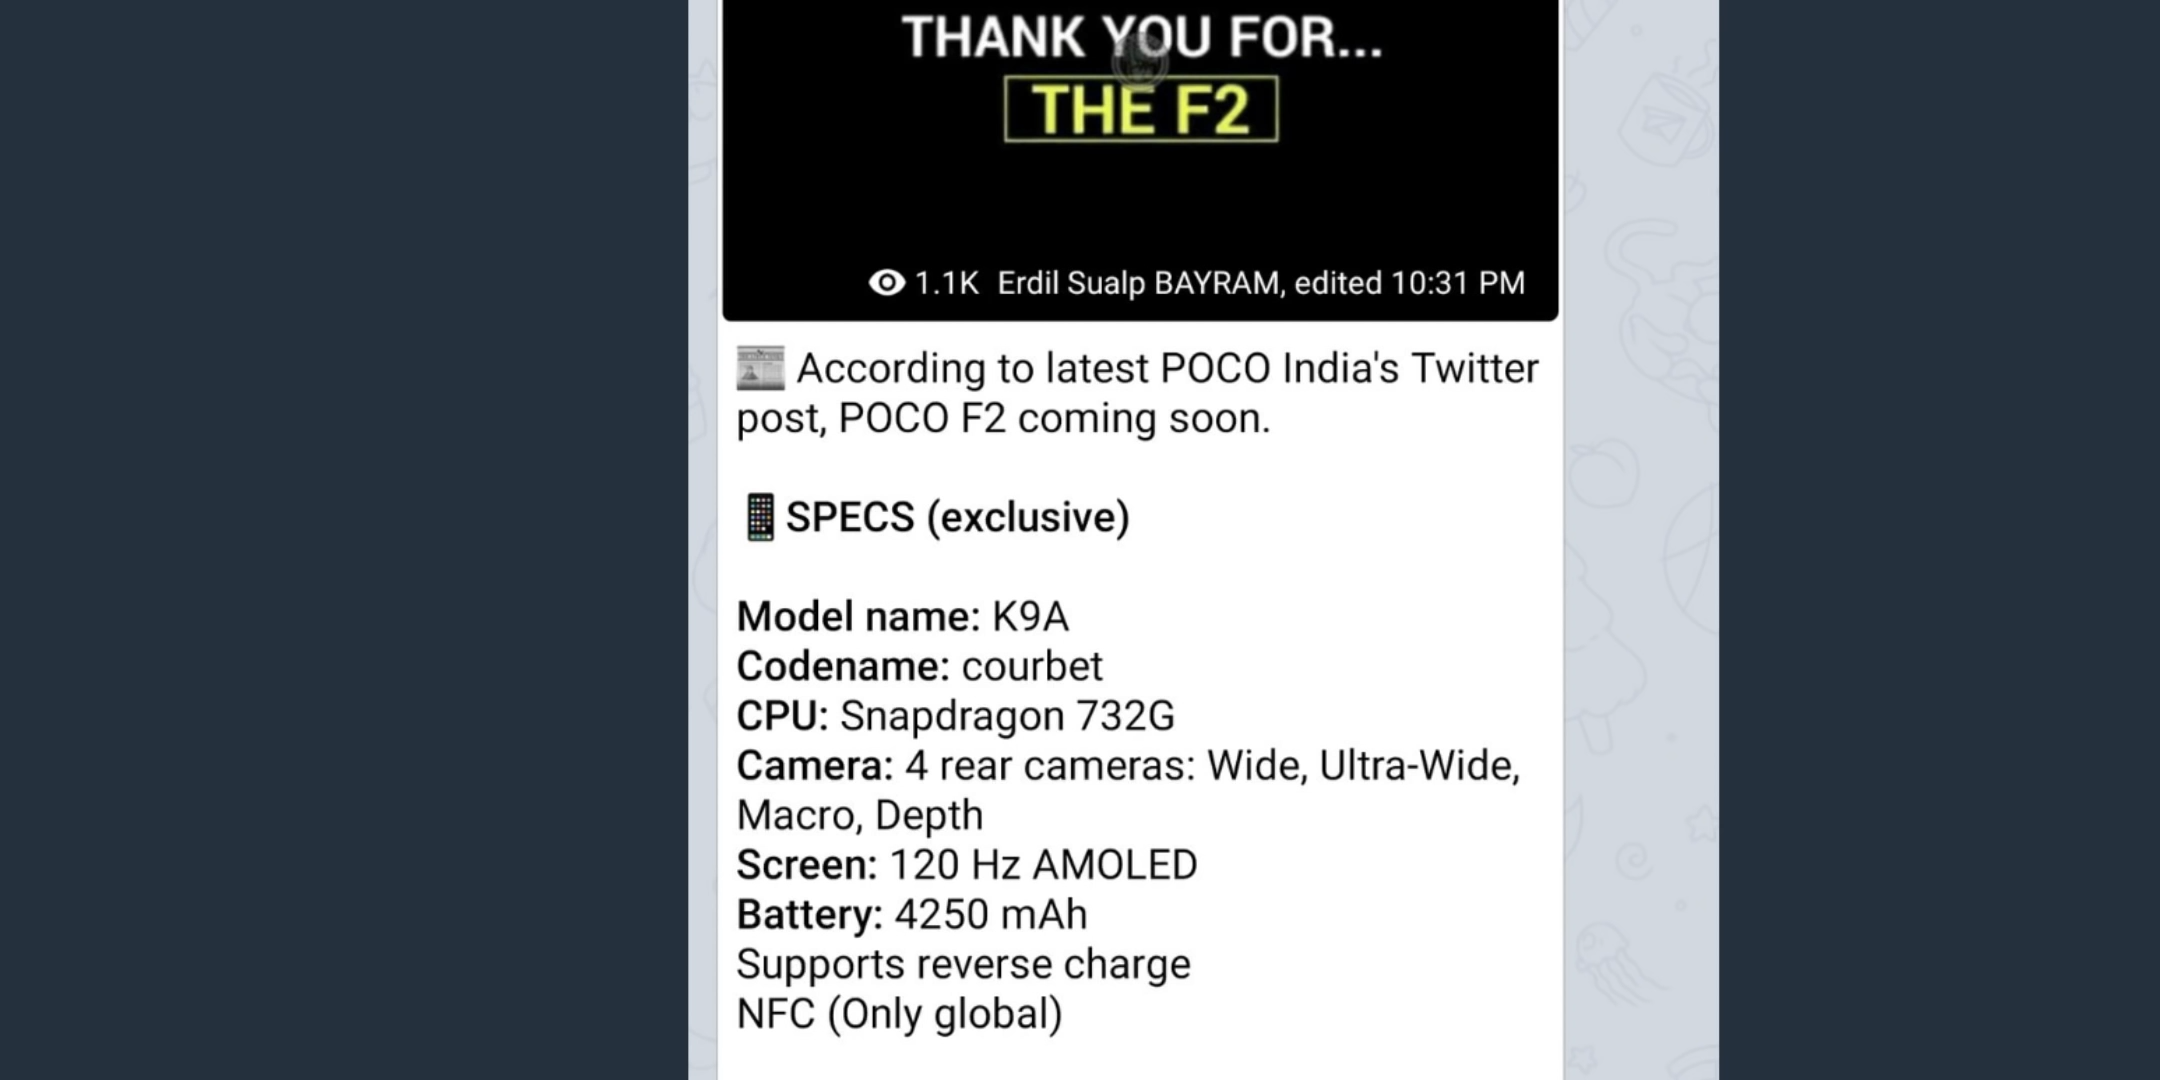 THANK YOU FOR...
THE F2
1.1K Erdil Sualp BAYRAM, edited 10:31 PM
According to latest POCO India's Twitter
post, POCO F2 coming soon.
SPECS (exclusive)
Model name: K9A
Codename: courbet
CPU: Snapdragon 732G
Camera: 4 rear cameras: Wide, Ultra-Wide,
Macro, Depth
Screen: 120 Hz AMOLED
Battery: 4250 mAh
Supports reverse charge
NFC (Only global)